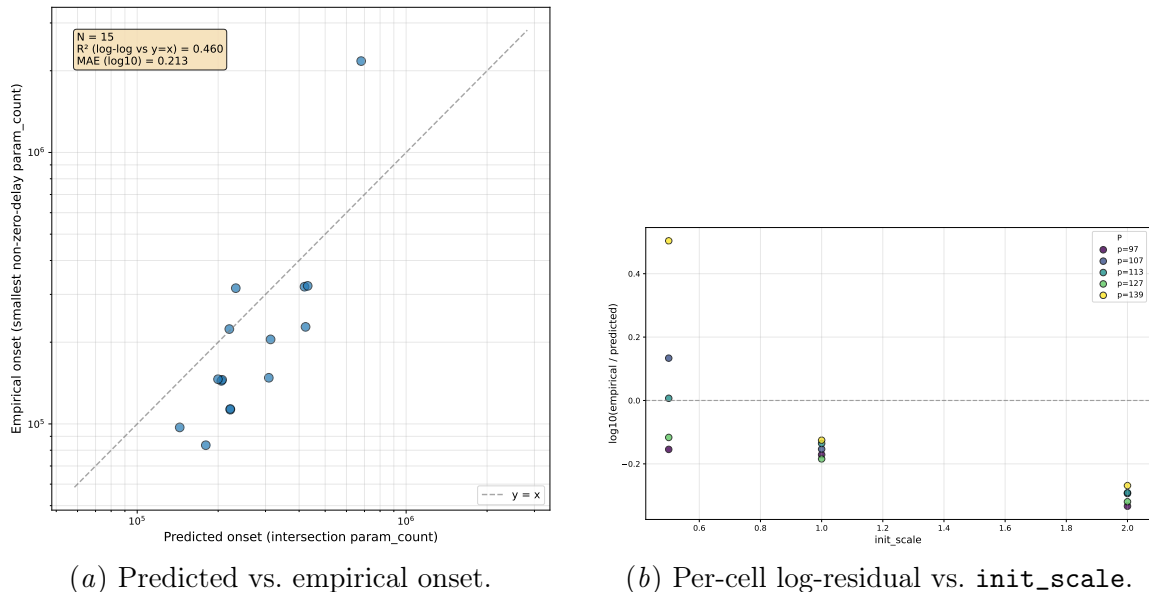 N = 15
R² (log-log vs y=x) = 0.460
MAE (log10) = 0.213
Empirical onset (smallest non-zero-delay param_count)
10⁶
10⁵
y = x
10⁵
10⁶
Predicted onset (intersection param_count)
(a) Predicted vs. empirical onset.
P
p=97
p=107
p=113
p=127
p=139
log10(empirical / predicted)
0.4
0.2
0.0
−0.2
0.6
0.8
1.0
1.2
1.4
1.6
1.8
2.0
init_scale
(b) Per-cell log-residual vs. init_scale.